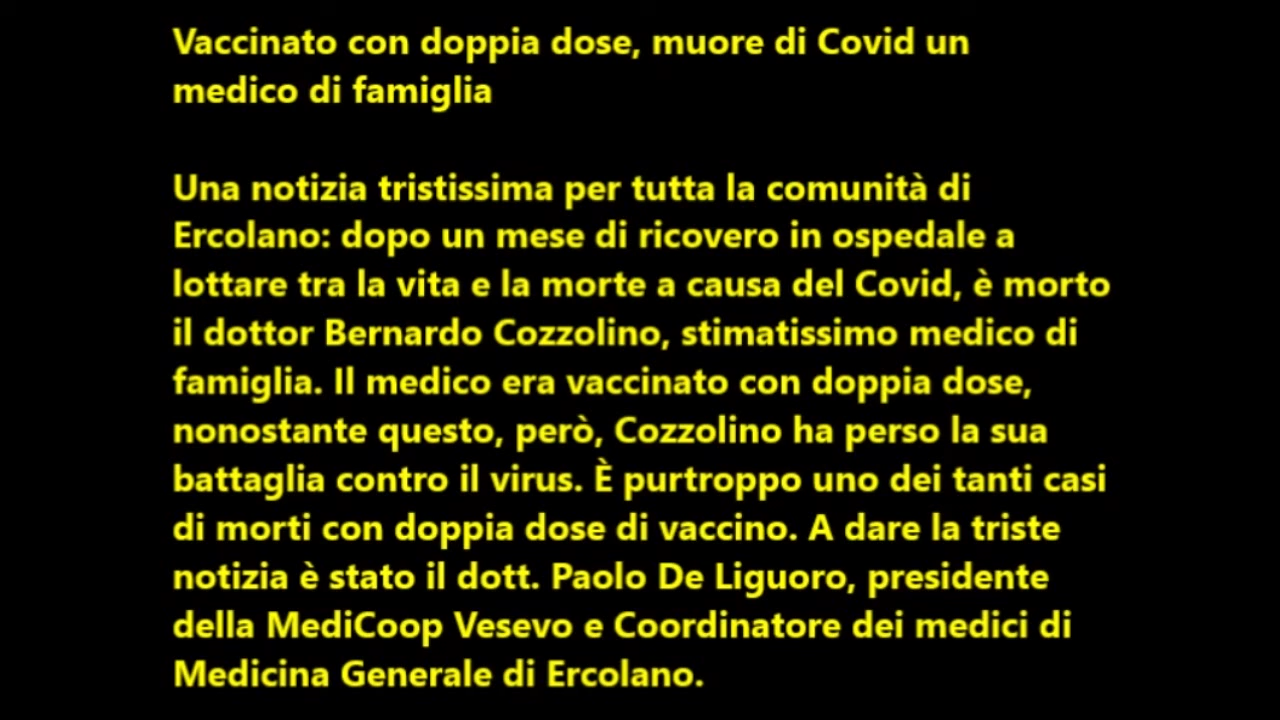 Vaccinato con doppia dose, muore di Covid un
medico di famiglia
Una notizia tristissima per tutta la comunità di
Ercolano: dopo un mese di ricovero in ospedale a
lottare tra la vita e la morte a causa del Covid, è morto
il dottor Bernardo Cozzolino, stimatissimo medico di
famiglia. Il medico era vaccinato con doppia dose,
nonostante questo, però, Cozzolino ha perso la sua
battaglia contro il virus. È purtroppo uno dei tanti casi
di morti con doppia dose di vaccino. A dare la triste
notizia è stato il dott. Paolo De Liguoro, presidente
della MediCoop Vesevo e Coordinatore dei medici di
Medicina Generale di Ercolano.